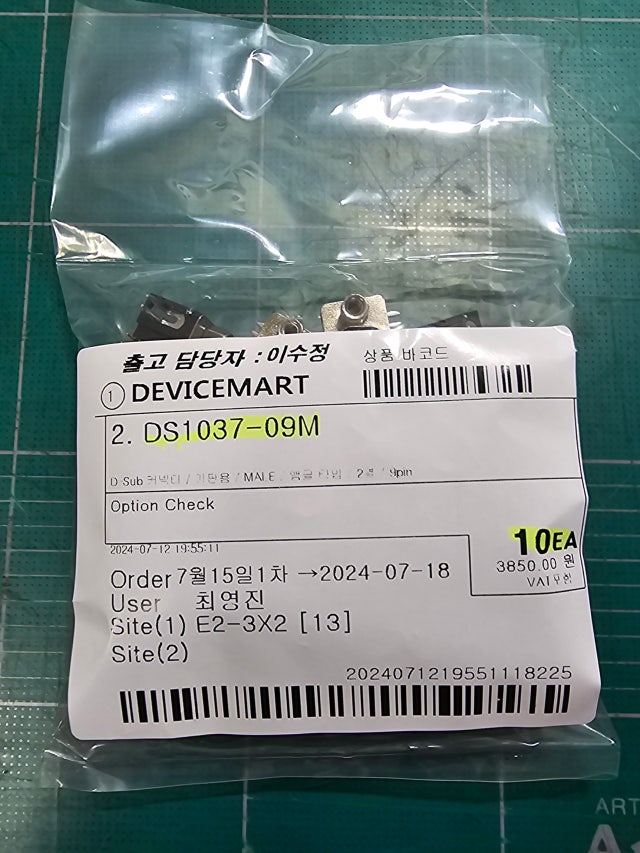 출고 담당자 : 이수정
상품 바코드
① DEVICEMART
2. DS1037-09M
D-Sub 커넥터 / 기판용 / MALE / 앵글 타입 / 2열 / 9pin
Option Check
2024-07-12 19:55:11
10EA
3850.00 원
VAT포함
Order 7월15일1차 →2024-07-18
User 최영진
Site(1) E2-3X2 [13]
Site(2)
2024071219551118225
ART